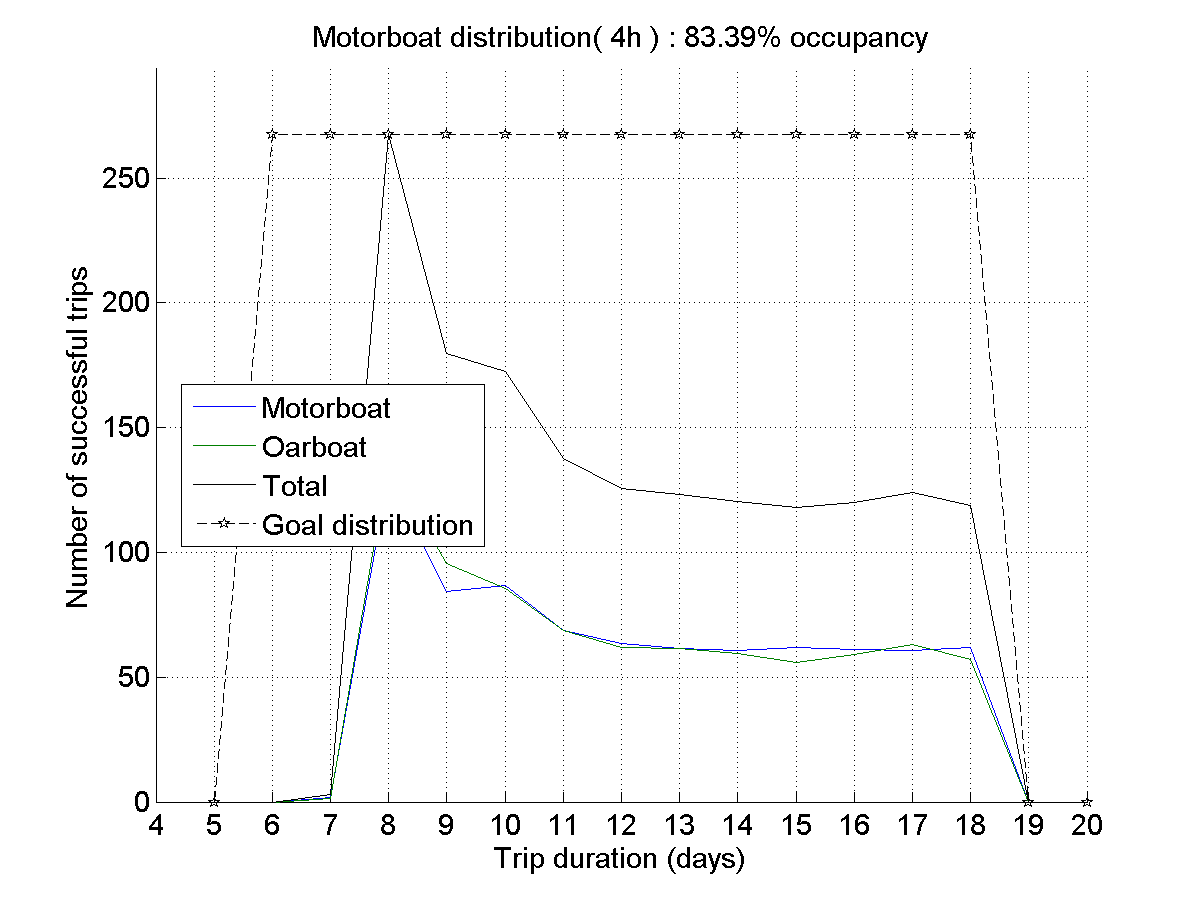 Motorboat distribution( 4h ) : 83.39% occupancy
Number of successful trips
250
200
150
100
50
0
Motorboat
Oarboat
Total
Goal distribution
4 5 6 7 8 9 10 11 12 13 14 15 16 17 18 19 20
Trip duration (days)